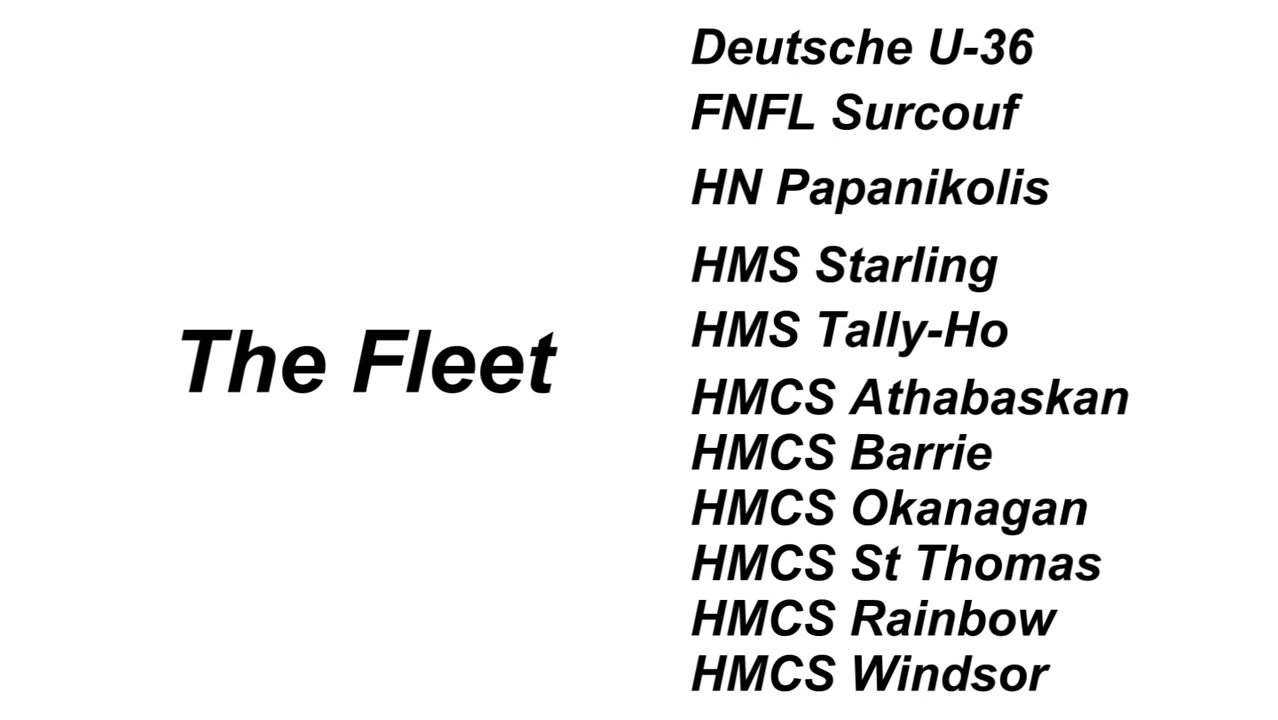 The Fleet
Deutsche U-36
FNFL Surcouf
HN Papanikolis
HMS Starling
HMS Tally-Ho
HMCS Athabaskan
HMCS Barrie
HMCS Okanagan
HMCS St Thomas
HMCS Rainbow
HMCS Windsor